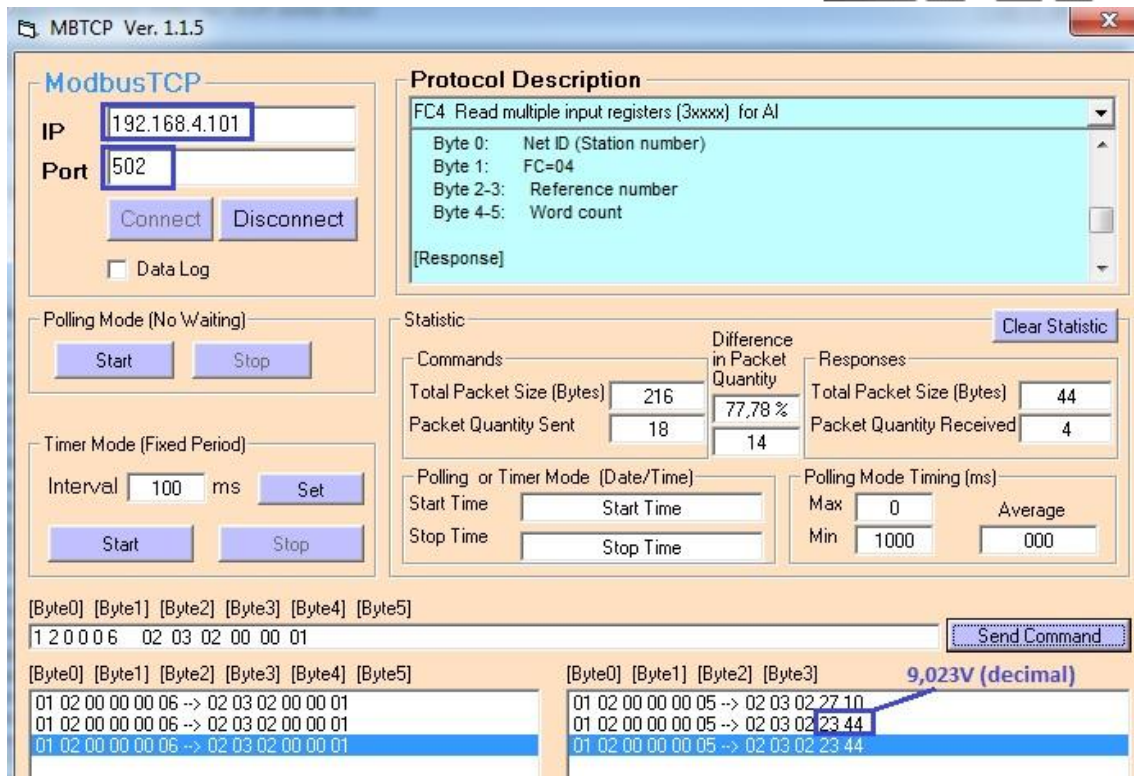 MBTCP Ver. 1.1.5
ModbusTCP
IP 192.168.4.101
Port 502
Connect Disconnect
Data Log
Protocol Description
FC4 Read multiple input registers (3xxxx) for AI
Byte 0: Net ID (Station number)
Byte 1: FC=04
Byte 2-3: Reference number
Byte 4-5: Word count
[Response]
Polling Mode (No Waiting)
Start Stop
Timer Mode (Fixed Period)
Interval 100 ms Set
Start Stop
Statistic
Clear Statistic
Commands
Total Packet Size (Bytes) 216
Packet Quantity Sent 18
Difference
in Packet
Quantity
77,78 %
14
Responses
Total Packet Size (Bytes) 44
Packet Quantity Received 4
Polling or Timer Mode (Date/Time)
Start Time Start Time
Stop Time Stop Time
Polling Mode Timing (ms)
Max 0 Average
Min 1000 000
[Byte0] [Byte1] [Byte2] [Byte3] [Byte4] [Byte5]
1 2 0 0 0 6 02 03 02 00 00 01 Send Command
[Byte0] [Byte1] [Byte2] [Byte3] [Byte4] [Byte5]
01 02 00 00 00 06 --> 02 03 02 00 00 01
01 02 00 00 00 06 --> 02 03 02 00 00 01
01 02 00 00 00 06 --> 02 03 02 00 00 01
[Byte0] [Byte1] [Byte2] [Byte3] 9,023V (decimal)
01 02 00 00 00 05 --> 02 03 02 27 10
01 02 00 00 00 05 --> 02 03 02 23 44
01 02 00 00 00 05 --> 02 03 02 23 44